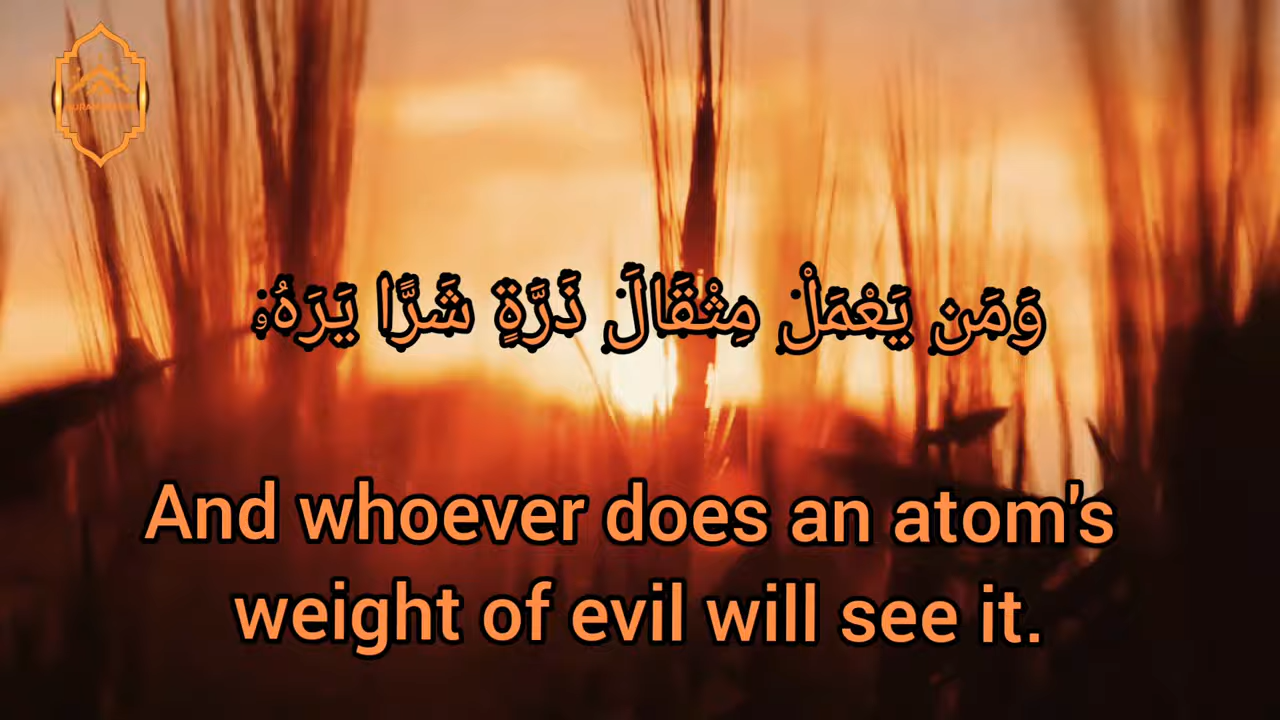 وَمَن يَعْمَلْ مِثْقَالَ ذَرَّةٍ شَرًّا يَرَهُۥ
And whoever does an atom's
weight of evil will see it.